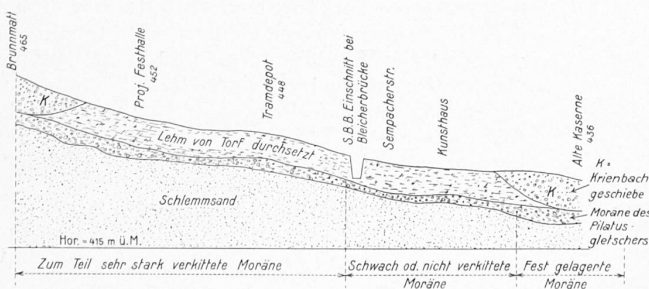 Brunnmatt
465
Proj. Festhalle
452
Tramdepot
448
S.B.B. Einschnitt bei
Bleicherbrücke
Sempacherstr.
Kunsthaus
Alte Kaserne
436
K
Lehm von Torf durchsetzt
K =
Krienbach
geschiebe
K
Moräne des
Pilatus-
gletschers
Schlemmsand
Hor. = 415 m ü.M.
Zum Teil sehr stark verkittete Moräne
Schwach od. nicht verkittete
Moräne
Fest gelagerte
Moräne